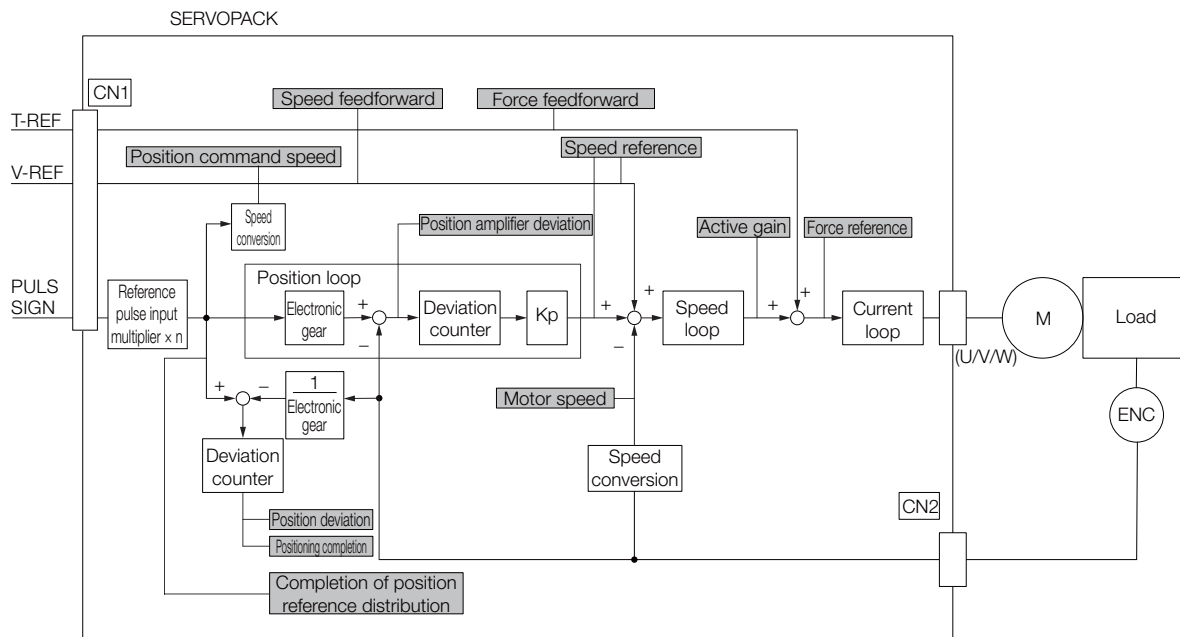 SERVOPACK
CN1
Speed feedforward
Force feedforward
T-REF
Position command speed
Speed reference
V-REF
Speed
conversion
Position amplifier deviation
Active gain
Force reference
PULS
SIGN
Reference
pulse input
multiplier × n
Position loop
Electronic
gear
+
−
Deviation
counter
Kp
+
+
−
Speed
loop
+
+
Current
loop
(U/V/W)
M
Load
+
−
1
Electronic
gear
Motor speed
ENC
Deviation
counter
Speed
conversion
CN2
Position deviation
Positioning completion
Completion of position
reference distribution